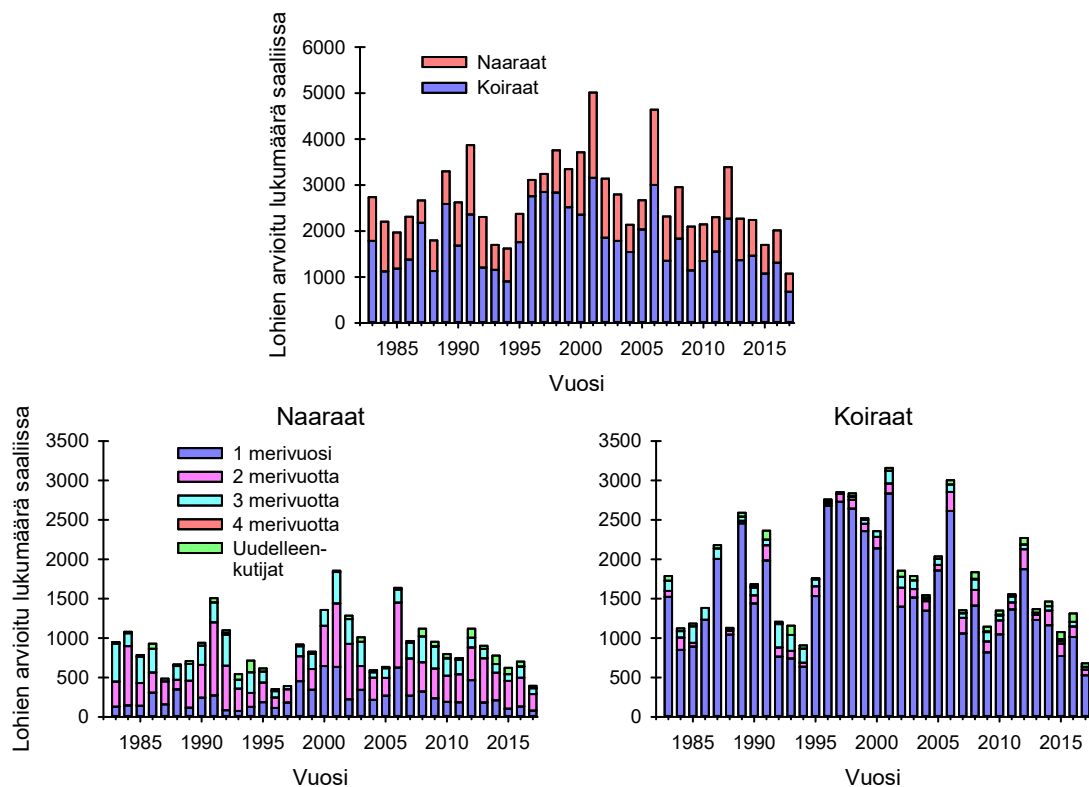 Lohien arvioitu lukumäärä saaliissa
6000
5000
4000
3000
2000
1000
0
Naaraat
Koiraat
1985 1990 1995 2000 2005 2010 2015
Vuosi
Naaraat
Lohien arvioitu lukumäärä saaliissa
3500
3000
2500
2000
1500
1000
500
0
1 merivuosi
2 merivuotta
3 merivuotta
4 merivuotta
Uudelleen-
kutijat
1985 1990 1995 2000 2005 2010 2015
Vuosi
Koiraat
3500
3000
2500
2000
1500
1000
500
0
1985 1990 1995 2000 2005 2010 2015
Vuosi